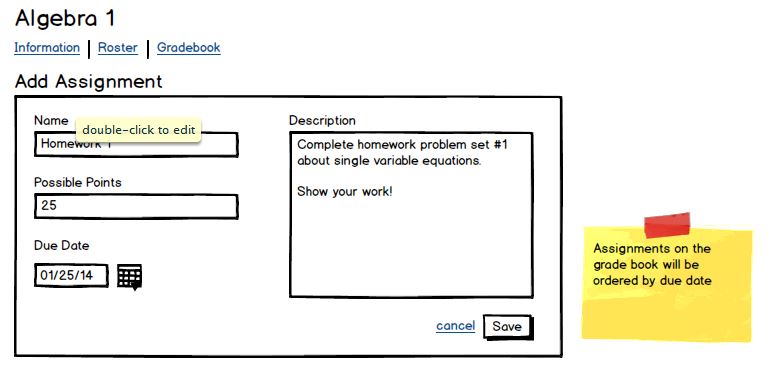 Algebra 1
Information | Roster | Gradebook
Add Assignment
Name
double-click to edit
Homework 1
Possible Points
25
Due Date
01/25/14
Description
Complete homework problem set #1
about single variable equations.
Show your work!
cancel Save
Assignments on the
grade book will be
ordered by due date